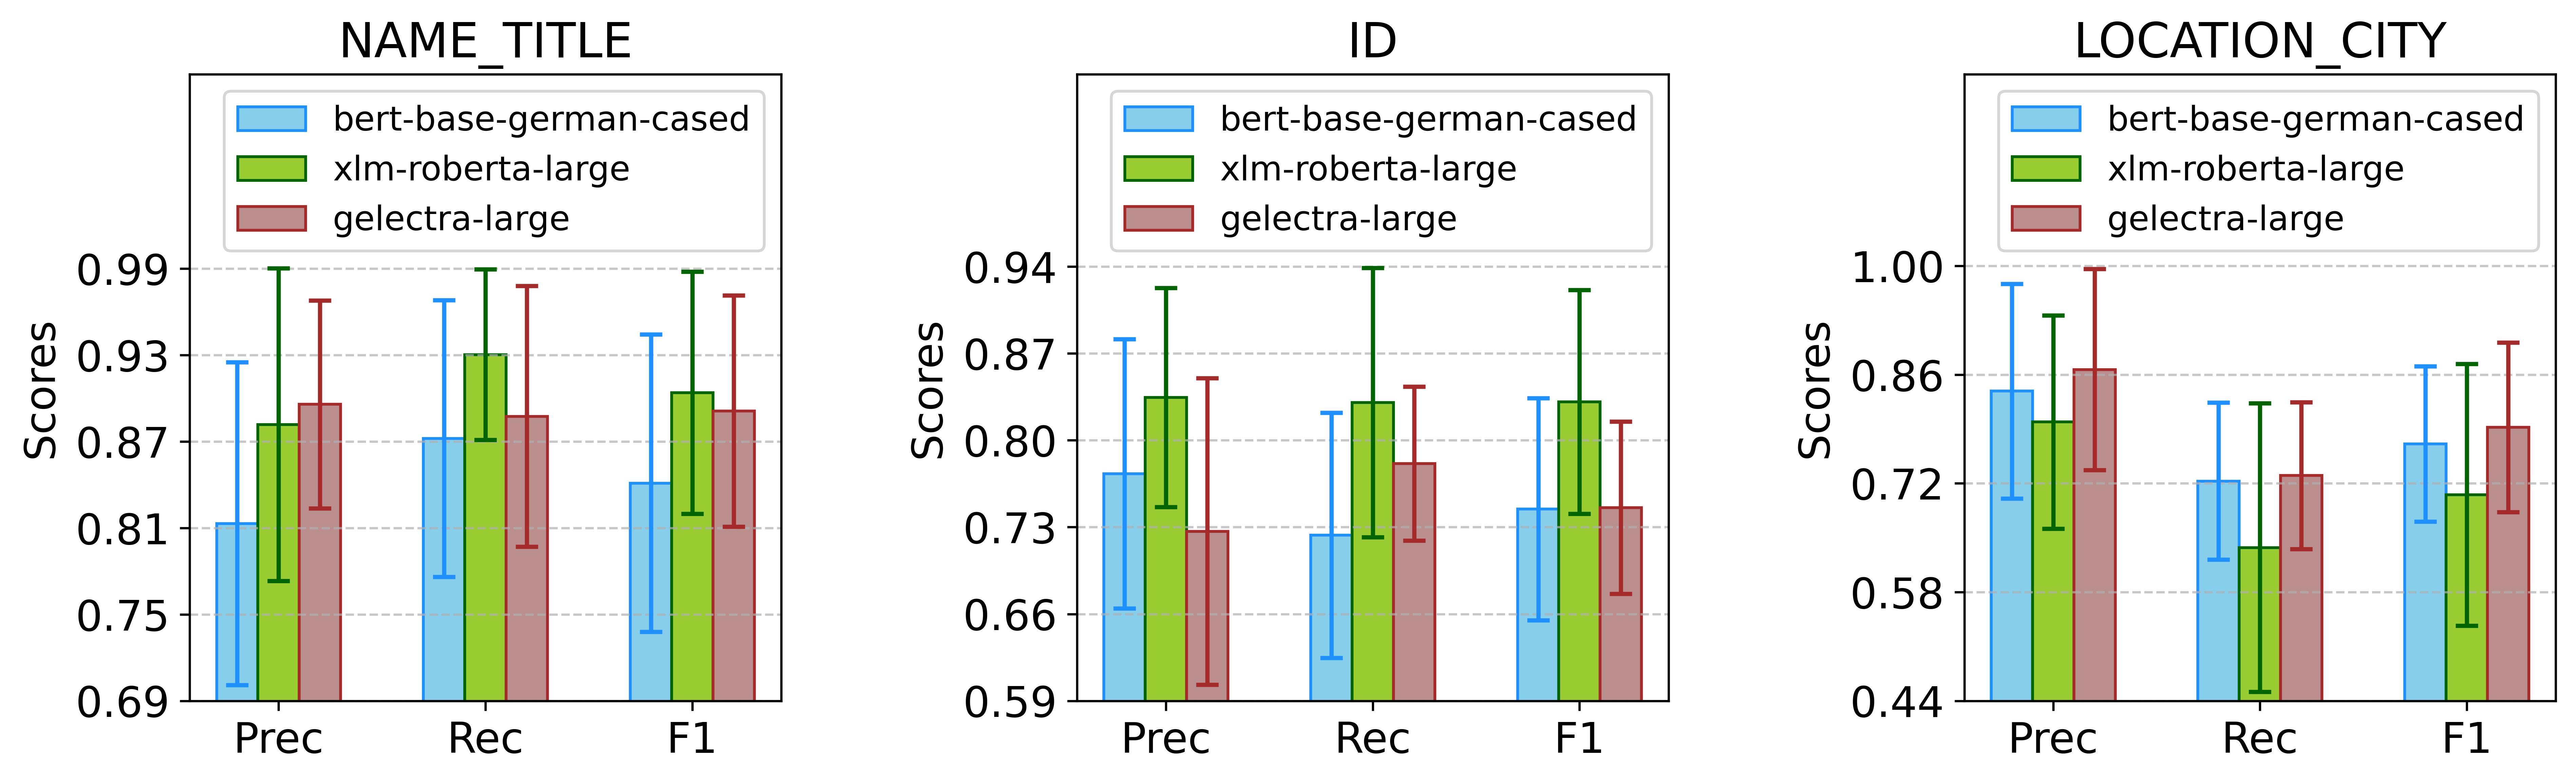 NAME_TITLE
bert-base-german-cased
xlm-roberta-large
gelectra-large
Scores
0.99
0.93
0.87
0.81
0.75
0.69
Prec Rec F1
ID
bert-base-german-cased
xlm-roberta-large
gelectra-large
Scores
0.94
0.87
0.80
0.73
0.66
0.59
Prec Rec F1
LOCATION_CITY
bert-base-german-cased
xlm-roberta-large
gelectra-large
Scores
1.00
0.86
0.72
0.58
0.44
Prec Rec F1